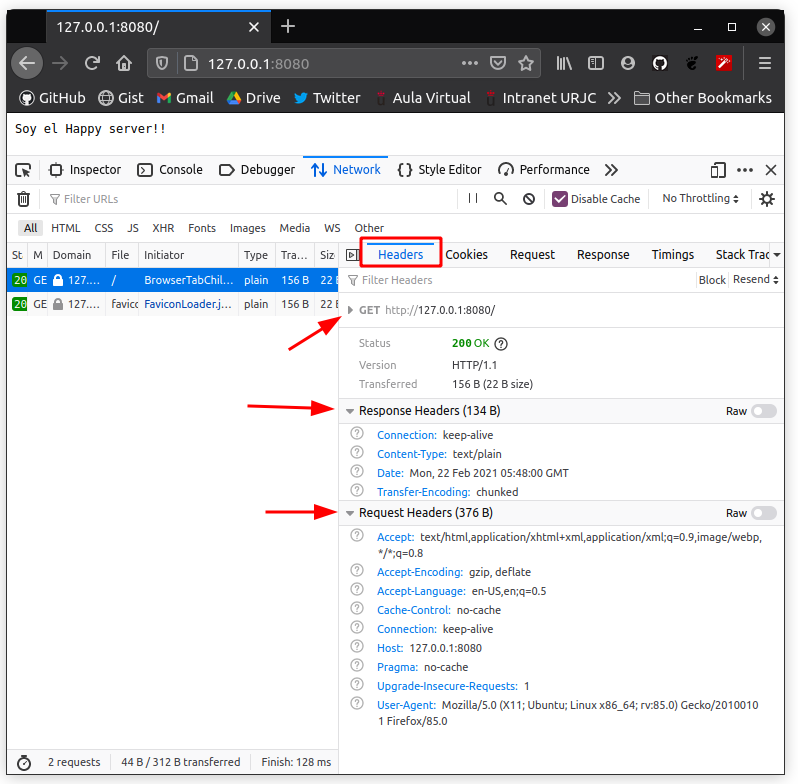 127.0.0.1:8080/
127.0.0.1:8080
GitHub Gist Gmail Drive Twitter Aula Virtual Intranet URJC Other Bookmarks
Soy el Happy server!!
Inspector Console Debugger Network Style Editor Performance
Filter URLs Disable Cache No Throttling
All HTML CSS JS XHR Fonts Images Media WS Other
St M Domain File Initiator Type Tra... Siz Headers Cookies Request Response Timings Stack Trac
20 GE 127.... / BrowserTabChil... plain 156 B 22 B
20 GE 127.... favicc FaviconLoader.j... plain 156 B 22 B
Filter Headers Block Resend
GET http://127.0.0.1:8080/
Status 200 OK
Version HTTP/1.1
Transferred 156 B (22 B size)
Response Headers (134 B) Raw
Connection: keep-alive
Content-Type: text/plain
Date: Mon, 22 Feb 2021 05:48:00 GMT
Transfer-Encoding: chunked
Request Headers (376 B) Raw
Accept: text/html,application/xhtml+xml,application/xml;q=0.9,image/webp,
*/*;q=0.8
Accept-Encoding: gzip, deflate
Accept-Language: en-US,en;q=0.5
Cache-Control: no-cache
Connection: keep-alive
Host: 127.0.0.1:8080
Pragma: no-cache
Upgrade-Insecure-Requests: 1
User-Agent: Mozilla/5.0 (X11; Ubuntu; Linux x86_64; rv:85.0) Gecko/2010010
1 Firefox/85.0
2 requests 44 B / 312 B transferred Finish: 128 ms